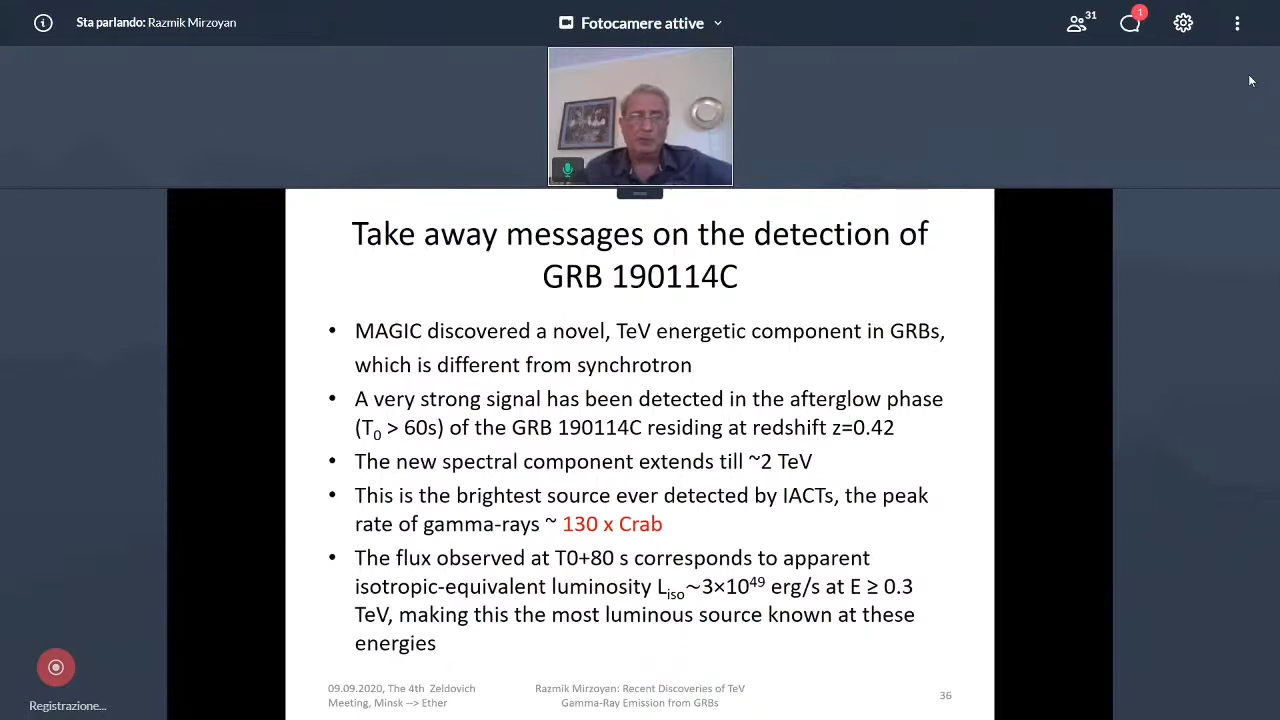 Sta parlando: Razmik Mirzoyan
Fotocamere attive
31
1
Take away messages on the detection of
GRB 190114C
• MAGIC discovered a novel, TeV energetic component in GRBs,
which is different from synchrotron
• A very strong signal has been detected in the afterglow phase
(T₀ > 60s) of the GRB 190114C residing at redshift z=0.42
• The new spectral component extends till ~2 TeV
• This is the brightest source ever detected by IACTs, the peak
rate of gamma-rays ~ 130 x Crab
• The flux observed at T0+80 s corresponds to apparent
isotropic-equivalent luminosity Liso∼3×10⁴⁹ erg/s at E ≥ 0.3
TeV, making this the most luminous source known at these
energies
09.09.2020, The 4th Zeldovich
Meeting, Minsk --> Ether
Razmik Mirzoyan: Recent Discoveries of TeV
Gamma-Ray Emission from GRBs
36
Registrazione...